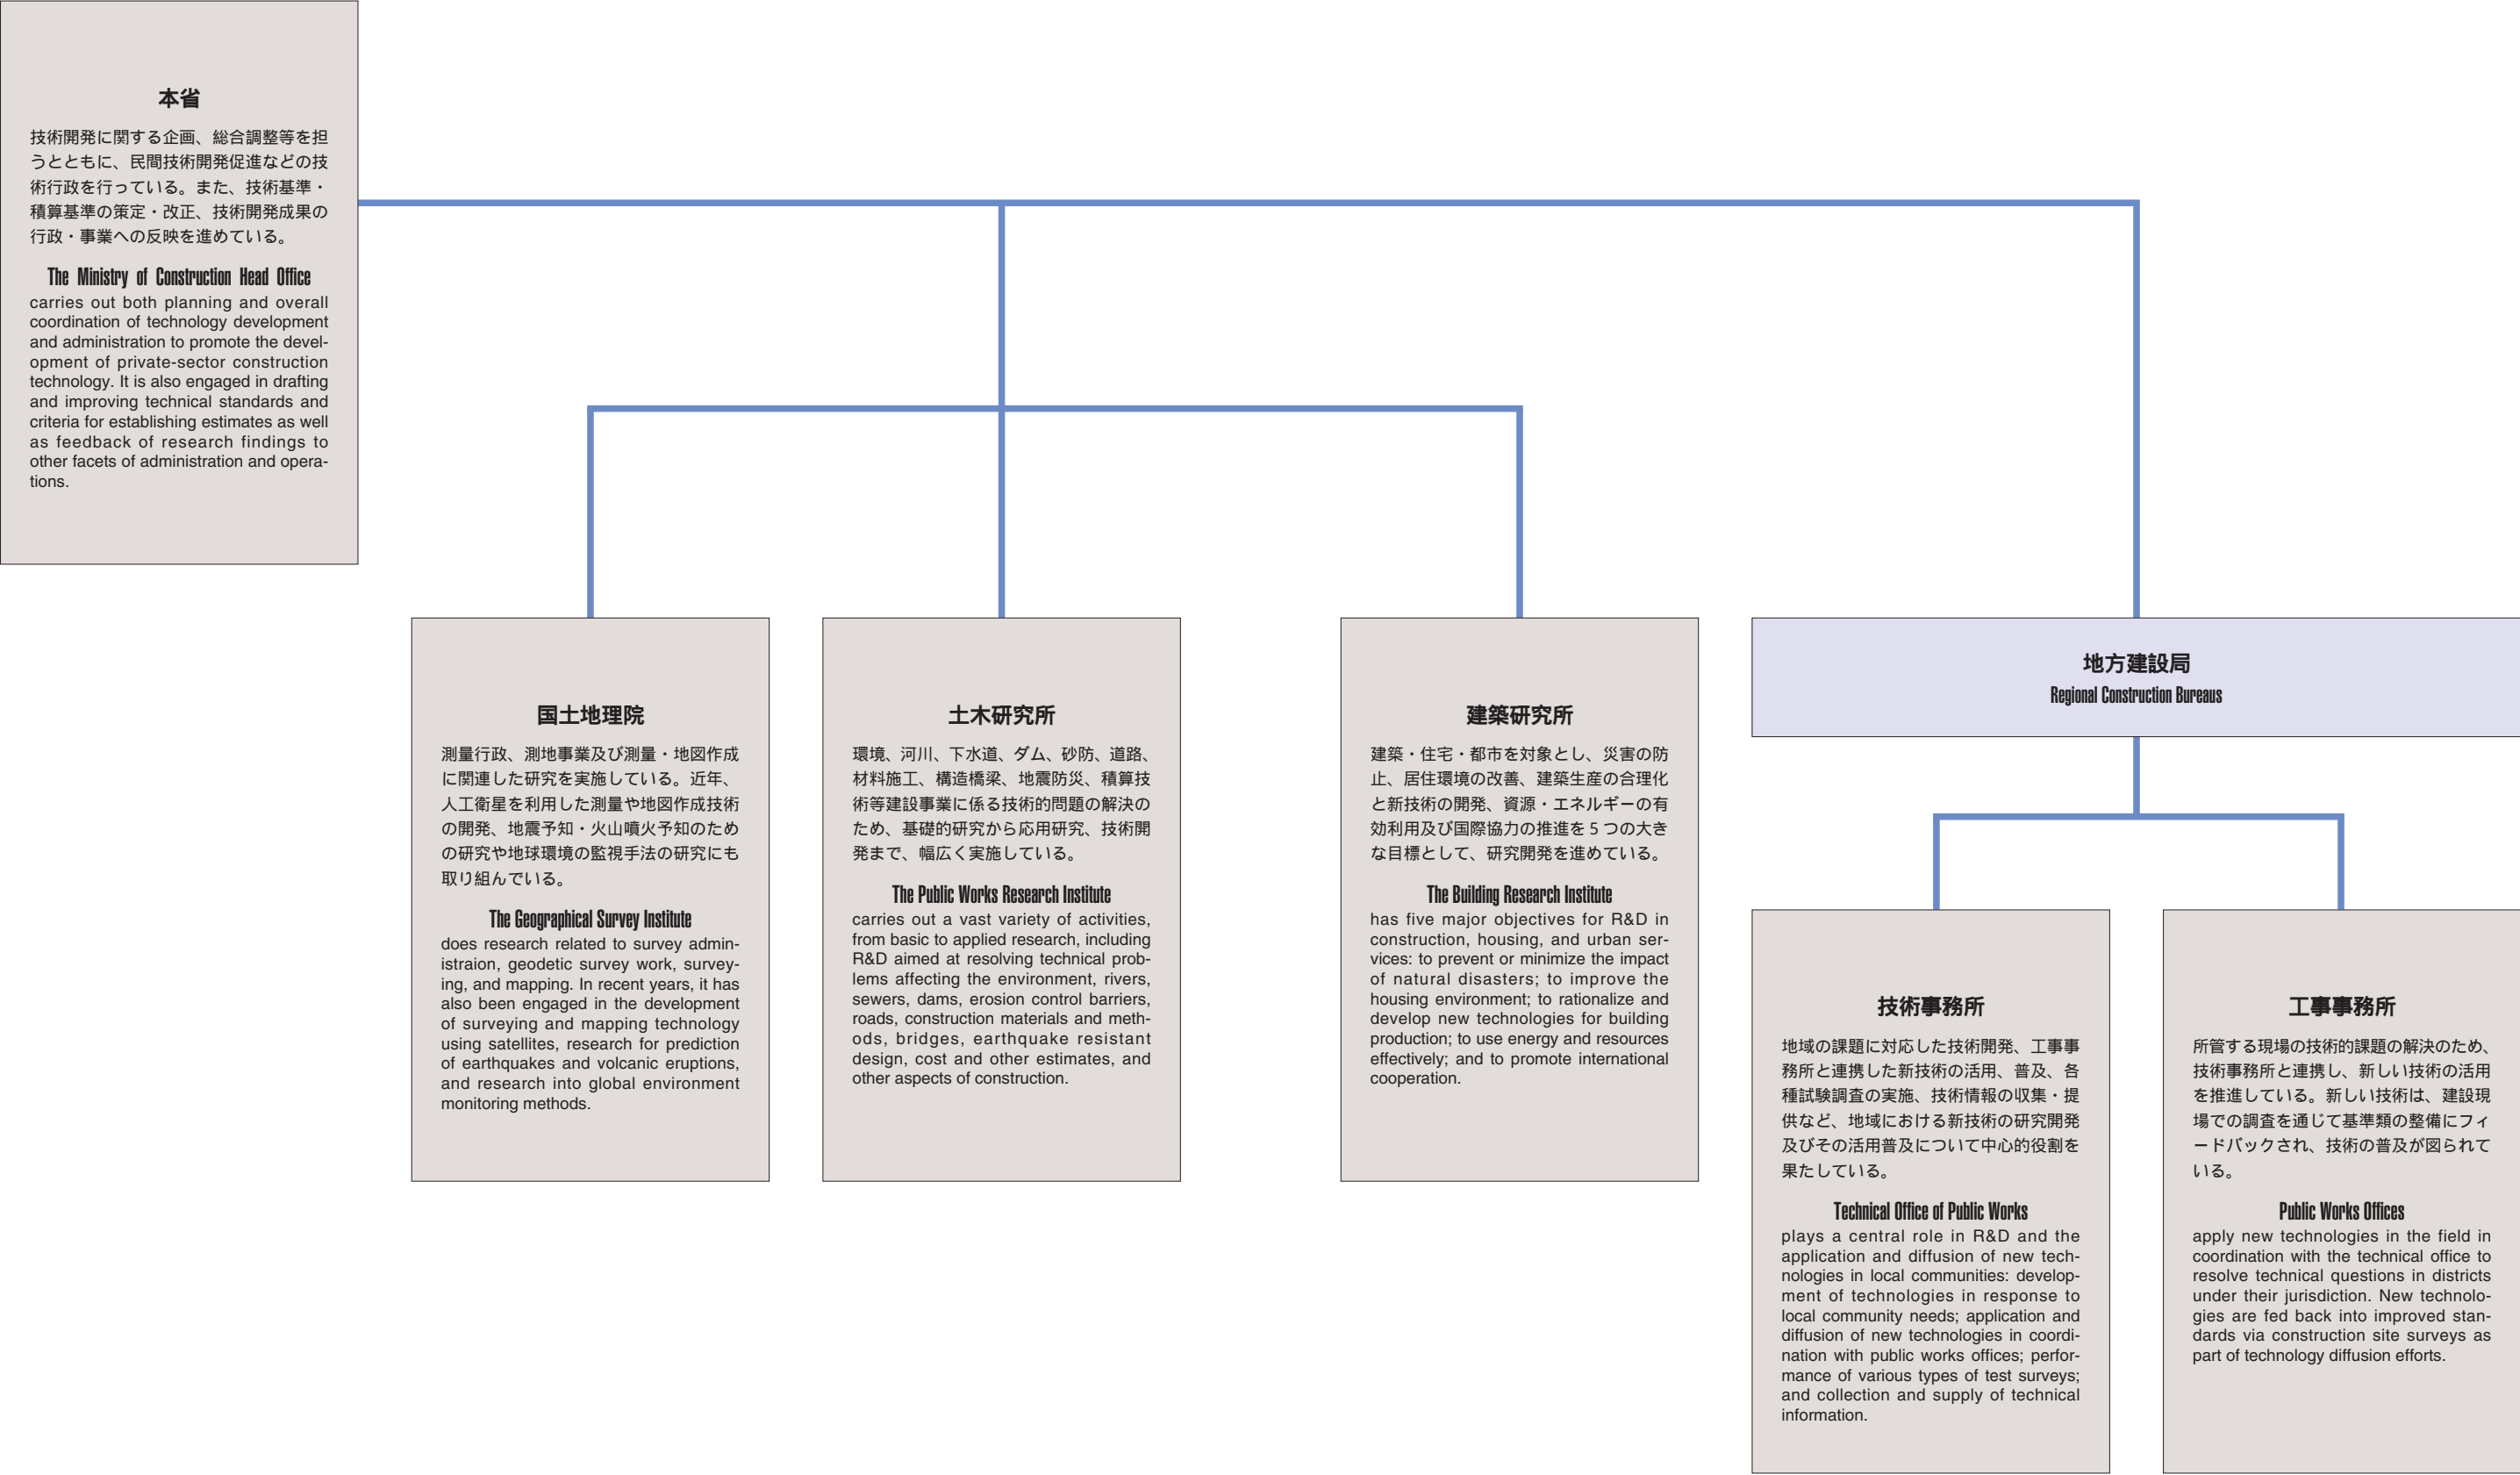 本省
技術開発に関する企画、総合調整等を担
うとともに、民間技術開発促進などの技
術行政を行っている。また、技術基準・
積算基準の策定・改正、技術開発成果の
行政・事業への反映を進めている。
The Ministry of Construction Head Office
carries out both planning and overall
coordination of technology development
and administration to promote the devel-
opment of private-sector construction
technology. It is also engaged in drafting
and improving technical standards and
criteria for establishing estimates as well
as feedback of research findings to
other facets of administration and opera-
tions.
国土地理院
測量行政、測地事業及び測量・地図作成
に関連した研究を実施している。近年、
人工衛星を利用した測量や地図作成技術
の開発、地震予知・火山噴火予知のため
の研究や地球環境の監視手法の研究にも
取り組んでいる。
The Geographical Survey Institute
does research related to survey admin-
istraion, geodetic survey work, survey-
ing, and mapping. In recent years, it has
also been engaged in the development
of surveying and mapping technology
using satellites, research for prediction
of earthquakes and volcanic eruptions,
and research into global environment
monitoring methods.
土木研究所
環境、河川、下水道、ダム、砂防、道路、
材料施工、構造橋梁、地震防災、積算技
術等建設事業に係る技術的問題の解決の
ため、基礎的研究から応用研究、技術開
発まで、幅広く実施している。
The Public Works Research Institute
carries out a vast variety of activities,
from basic to applied research, including
R&D aimed at resolving technical prob-
lems affecting the environment, rivers,
sewers, dams, erosion control barriers,
roads, construction materials and meth-
ods, bridges, earthquake resistant
design, cost and other estimates, and
other aspects of construction.
建築研究所
建築・住宅・都市を対象とし、災害の防
止、居住環境の改善、建築生産の合理化
と新技術の開発、資源・エネルギーの有
効利用及び国際協力の推進を５つの大き
な目標として、研究開発を進めている。
The Building Research Institute
has five major objectives for R&D in
construction, housing, and urban ser-
vices: to prevent or minimize the impact
of natural disasters; to improve the
housing environment; to rationalize and
develop new technologies for building
production; to use energy and resources
effectively; and to promote international
cooperation.
地方建設局
Regional Construction Bureaus
技術事務所
地域の課題に対応した技術開発、工事事
務所と連携した新技術の活用、普及、各
種試験調査の実施、技術情報の収集・提
供など、地域における新技術の研究開発
及びその活用普及について中心的役割を
果たしている。
Technical Office of Public Works
plays a central role in R&D and the
application and diffusion of new tech-
nologies in local communities: develop-
ment of technologies in response to
local community needs; application and
diffusion of new technologies in coordi-
nation with public works offices; perfor-
mance of various types of test surveys;
and collection and supply of technical
information.
工事事務所
所管する現場の技術的課題の解決のため、
技術事務所と連携し、新しい技術の活用
を推進している。新しい技術は、建設現
場での調査を通じて基準類の整備にフィ
ードバックされ、技術の普及が図られて
いる。
Public Works Offices
apply new technologies in the field in
coordination with the technical office to
resolve technical questions in districts
under their jurisdiction. New technolo-
gies are fed back into improved stan-
dards via construction site surveys as
part of technology diffusion efforts.